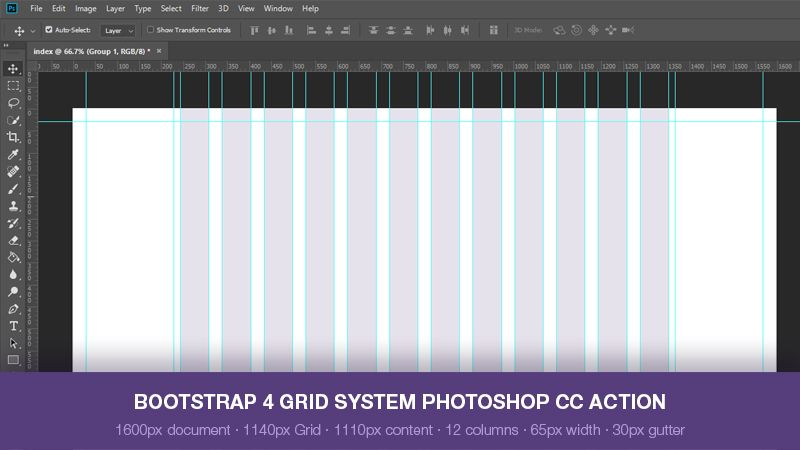 Ps File Edit Image Layer Type Select Filter 3D View Window Help
Auto-Select: Layer Show Transform Controls 3D Mode:
index @ 66.7% (Group 1, RGB/8) * ×
50 0 50 100 150 200 250 300 350 400 450 500 550 600 650 700 750 800 850 900 950 1000 1050 1100 1150 1200 1250 1300 1350 1400 1450 1500 1550 1600
BOOTSTRAP 4 GRID SYSTEM PHOTOSHOP CC ACTION
1600px document · 1140px Grid · 1110px content · 12 columns · 65px width · 30px gutter